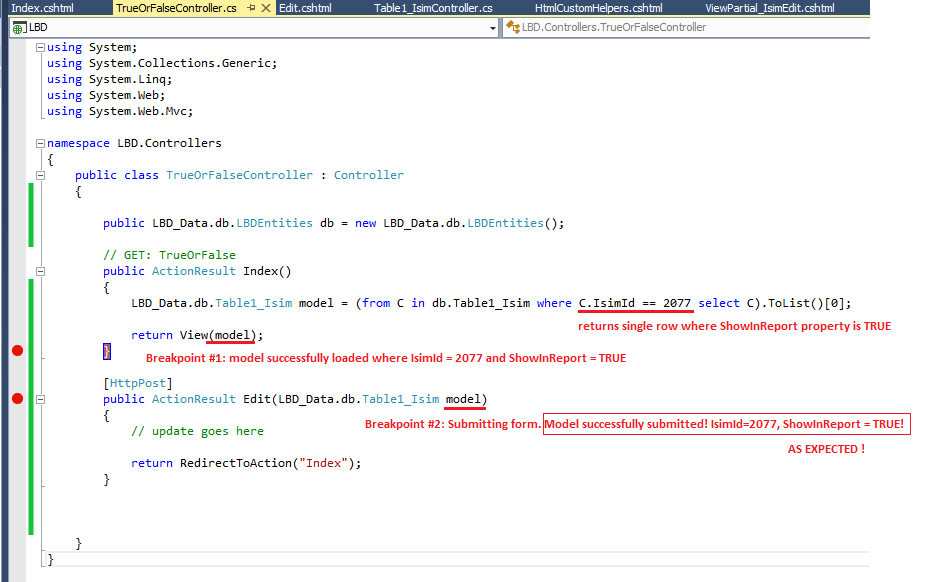 Index.cshtml TrueOrFalseController.cs Edit.cshtml Table1_IsimController.cs HtmlCustomHelpers.cshtml ViewPartial_IsimEdit.cshtml
LBD LBD.Controllers.TrueOrFalseController
using System;
using System.Collections.Generic;
using System.Linq;
using System.Web;
using System.Web.Mvc;
namespace LBD.Controllers
{
public class TrueOrFalseController : Controller
{
public LBD_Data.db.LBDEntities db = new LBD_Data.db.LBDEntities();
// GET: TrueOrFalse
public ActionResult Index()
{
LBD_Data.db.Table1_Isim model = (from C in db.Table1_Isim where C.IsimId == 2077 select C).ToList()[0];
returns single row where ShowInReport property is TRUE
return View(model);
}
Breakpoint #1: model successfully loaded where IsimId = 2077 and ShowInReport = TRUE
[HttpPost]
public ActionResult Edit(LBD_Data.db.Table1_Isim model)
{
Breakpoint #2: Submitting form. Model successfully submitted! IsimId=2077, ShowInReport = TRUE!
// update goes here
AS EXPECTED !
return RedirectToAction("Index");
}
}
}